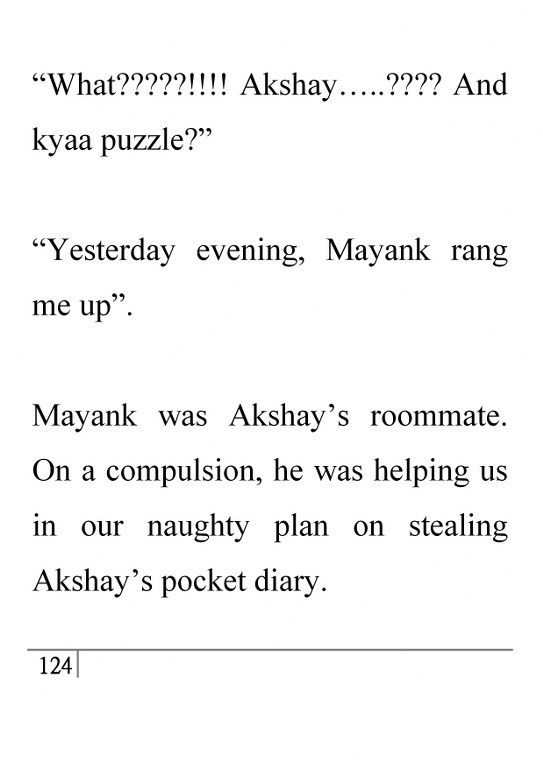 “What?????!!!! Akshay…..???? And
kyaa puzzle?”
“Yesterday evening, Mayank rang
me up”.
Mayank was Akshay’s roommate.
On a compulsion, he was helping us
in our naughty plan on stealing
Akshay’s pocket diary.
124